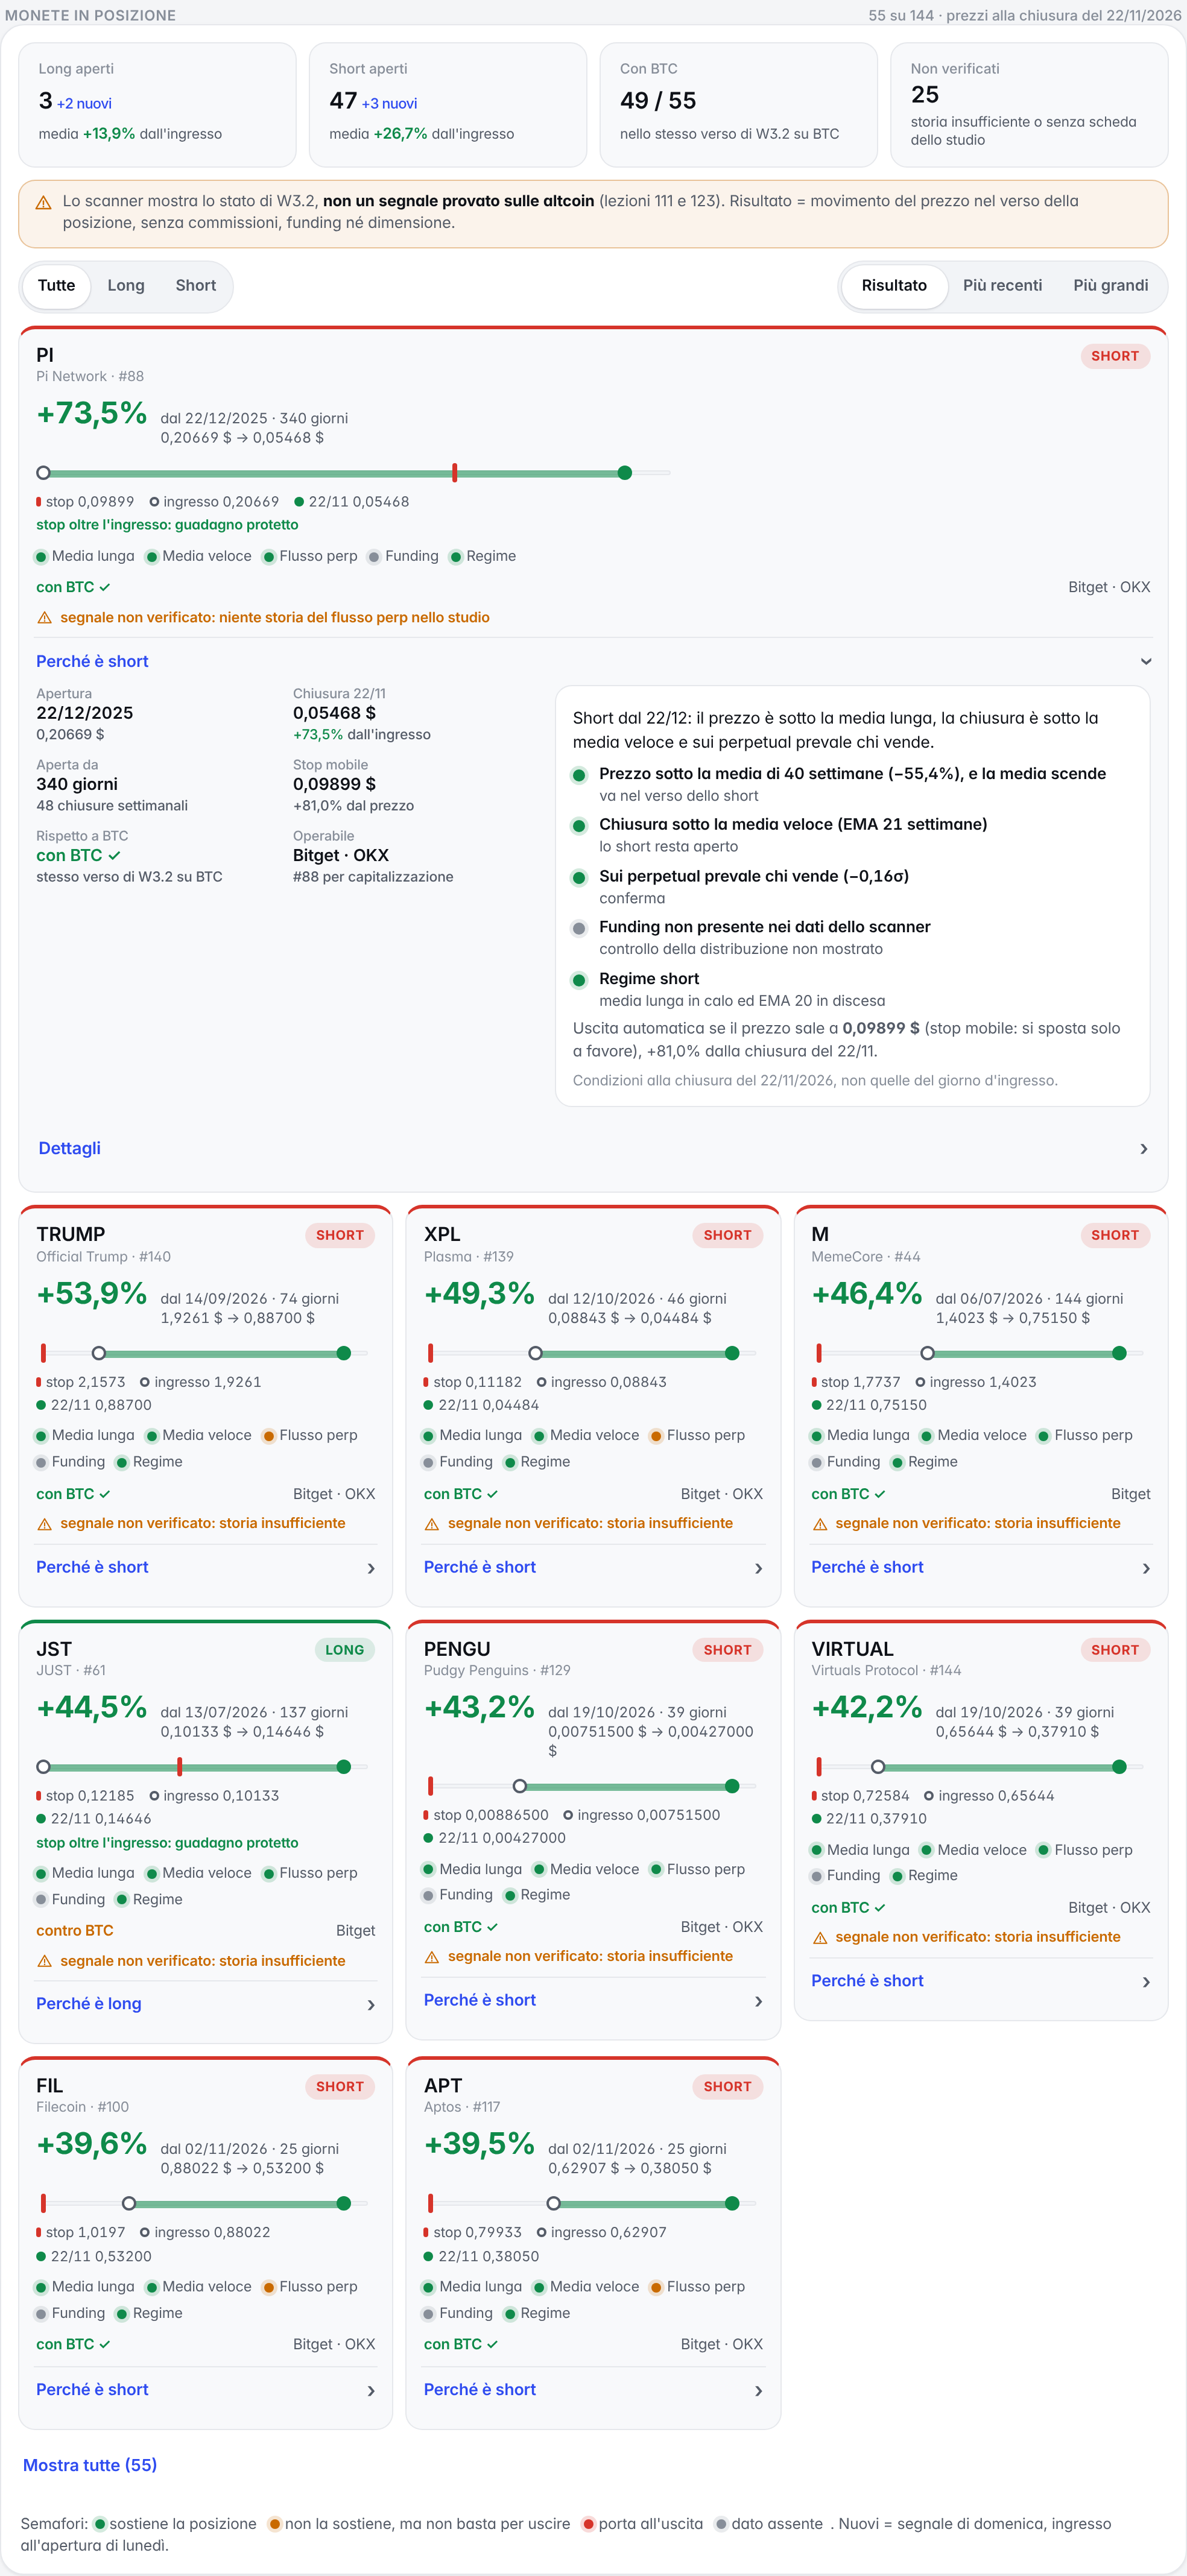 MONETE IN POSIZIONE
55 su 144 · prezzi alla chiusura del 22/11/2026
Long aperti
3 +2 nuovi
media +13,9% dall'ingresso
Short aperti
47 +3 nuovi
media +26,7% dall'ingresso
Con BTC
49 / 55
nello stesso verso di W3.2 su BTC
Non verificati
25
storia insufficiente o senza scheda
dello studio
Lo scanner mostra lo stato di W3.2, non un segnale provato sulle altcoin (lezioni 111 e 123). Risultato = movimento del prezzo nel verso della
posizione, senza commissioni, funding né dimensione.
Tutte Long Short
Risultato Più recenti Più grandi
PI
SHORT
Pi Network · #88
+73,5%
dal 22/12/2025 · 340 giorni
0,20669 $ → 0,05468 $
stop 0,09899 ingresso 0,20669 22/11 0,05468
stop oltre l'ingresso: guadagno protetto
Media lunga Media veloce Flusso perp Funding Regime
con BTC ✓
Bitget · OKX
segnale non verificato: niente storia del flusso perp nello studio
Perché è short
Apertura
22/12/2025
0,20669 $
Chiusura 22/11
0,05468 $
+73,5% dall'ingresso
Aperta da
340 giorni
48 chiusure settimanali
Stop mobile
0,09899 $
+81,0% dal prezzo
Rispetto a BTC
con BTC ✓
stesso verso di W3.2 su BTC
Operabile
Bitget · OKX
#88 per capitalizzazione
Short dal 22/12: il prezzo è sotto la media lunga, la chiusura è sotto la
media veloce e sui perpetual prevale chi vende.
Prezzo sotto la media di 40 settimane (−55,4%), e la media scende
va nel verso dello short
Chiusura sotto la media veloce (EMA 21 settimane)
lo short resta aperto
Sui perpetual prevale chi vende (−0,16σ)
conferma
Funding non presente nei dati dello scanner
controllo della distribuzione non mostrato
Regime short
media lunga in calo ed EMA 20 in discesa
Uscita automatica se il prezzo sale a 0,09899 $ (stop mobile: si sposta solo
a favore), +81,0% dalla chiusura del 22/11.
Condizioni alla chiusura del 22/11/2026, non quelle del giorno d'ingresso.
Dettagli
TRUMP
SHORT
Official Trump · #140
+53,9%
dal 14/09/2026 · 74 giorni
1,9261 $ → 0,88700 $
stop 2,1573 ingresso 1,9261
22/11 0,88700
Media lunga Media veloce Flusso perp
Funding Regime
con BTC ✓
Bitget · OKX
segnale non verificato: storia insufficiente
Perché è short
XPL
SHORT
Plasma · #139
+49,3%
dal 12/10/2026 · 46 giorni
0,08843 $ → 0,04484 $
stop 0,11182 ingresso 0,08843
22/11 0,04484
Media lunga Media veloce Flusso perp
Funding Regime
con BTC ✓
Bitget · OKX
segnale non verificato: storia insufficiente
Perché è short
M
SHORT
MemeCore · #44
+46,4%
dal 06/07/2026 · 144 giorni
1,4023 $ → 0,75150 $
stop 1,7737 ingresso 1,4023
22/11 0,75150
Media lunga Media veloce Flusso perp
Funding Regime
con BTC ✓
Bitget
segnale non verificato: storia insufficiente
Perché è short
JST
LONG
JUST · #61
+44,5%
dal 13/07/2026 · 137 giorni
0,10133 $ → 0,14646 $
stop 0,12185 ingresso 0,10133
22/11 0,14646
stop oltre l'ingresso: guadagno protetto
Media lunga Media veloce Flusso perp
Funding Regime
contro BTC
Bitget
segnale non verificato: storia insufficiente
Perché è long
PENGU
SHORT
Pudgy Penguins · #129
+43,2%
dal 19/10/2026 · 39 giorni
0,00751500 $ → 0,00427000
$
stop 0,00886500 ingresso 0,00751500
22/11 0,00427000
Media lunga Media veloce Flusso perp
Funding Regime
con BTC ✓
Bitget · OKX
segnale non verificato: storia insufficiente
Perché è short
VIRTUAL
SHORT
Virtuals Protocol · #144
+42,2%
dal 19/10/2026 · 39 giorni
0,65644 $ → 0,37910 $
stop 0,72584 ingresso 0,65644
22/11 0,37910
Media lunga Media veloce Flusso perp
Funding Regime
con BTC ✓
Bitget · OKX
segnale non verificato: storia insufficiente
Perché è short
FIL
SHORT
Filecoin · #100
+39,6%
dal 02/11/2026 · 25 giorni
0,88022 $ → 0,53200 $
stop 1,0197 ingresso 0,88022
22/11 0,53200
Media lunga Media veloce Flusso perp
Funding Regime
con BTC ✓
Bitget · OKX
Perché è short
APT
SHORT
Aptos · #117
+39,5%
dal 02/11/2026 · 25 giorni
0,62907 $ → 0,38050 $
stop 0,79933 ingresso 0,62907
22/11 0,38050
Media lunga Media veloce Flusso perp
Funding Regime
con BTC ✓
Bitget · OKX
Perché è short
Mostra tutte (55)
Semafori: sostiene la posizione non la sostiene, ma non basta per uscire porta all'uscita dato assente . Nuovi = segnale di domenica, ingresso
all'apertura di lunedì.